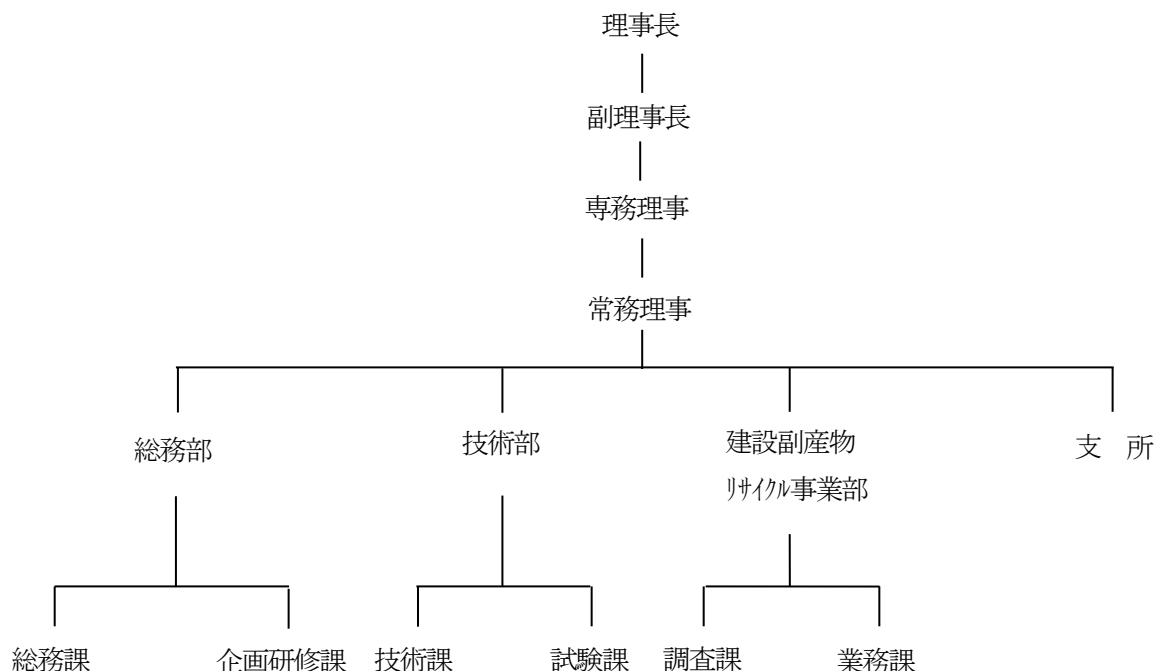 理事長
副理事長
専務理事
常務理事
総務部
技術部
建設副産物
ﾘｻｲｸﾙ事業部
支　所
総務課
企画研修課
技術課
試験課
調査課
業務課